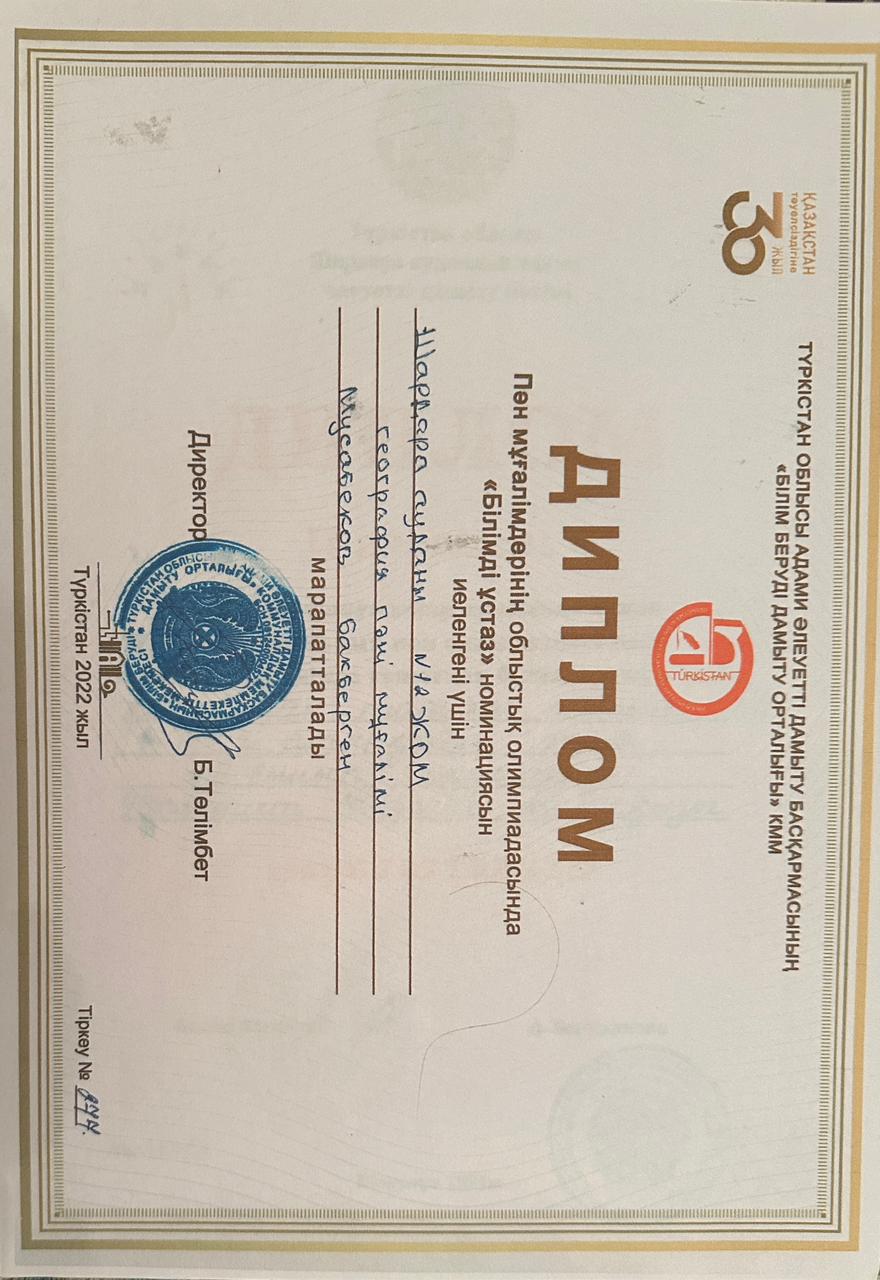 ҚАЗАҚСТАН
тәуелсіздігіне
30 ЖЫЛ
ТҮРКІСТАН ОБЛЫСЫ АДАМИ ӘЛЕУЕТТІ ДАМЫТУ БАСҚАРМАСЫНЫҢ
«БІЛІМ БЕРУДІ ДАМЫТУ ОРТАЛЫҒЫ» КММ
TÚRKISTAN
ДИПЛОМ
Пән мұғалімдерінің облыстық олимпиадасында
«Білімді ұстаз» номинациясын
иеленгені үшін
Шардара ауданы №12 ЖОМ
география пәні мұғалімі
Мусабеков Бакберген
марапатталады
Директор Б.Төлімбет
Түркістан 2022 жыл
Тіркеу №